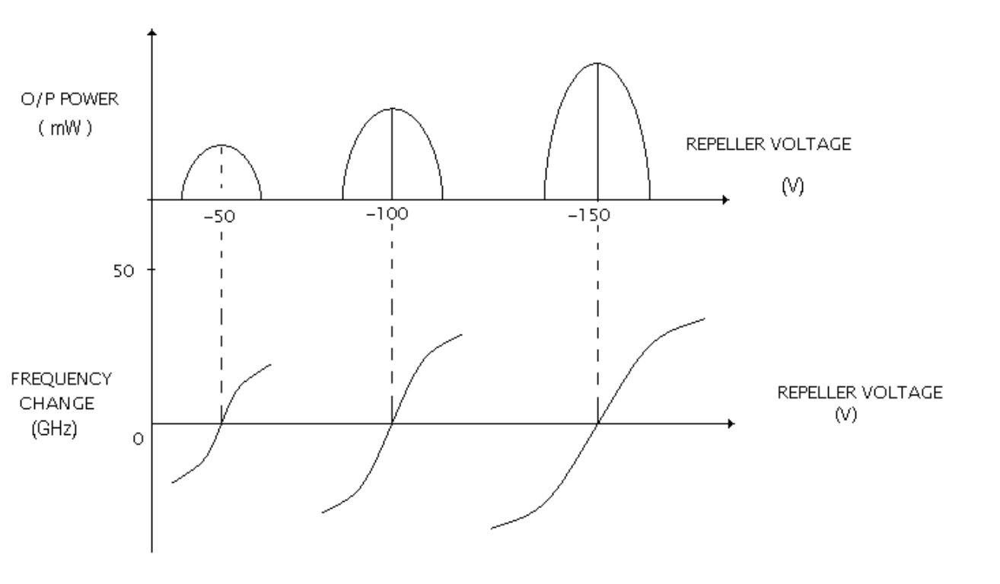 O/P POWER
( mW )
REPELLER VOLTAGE
(V)
–50
–100
–150
50
FREQUENCY
CHANGE
(GHz)
0
REPELLER VOLTAGE
(V)